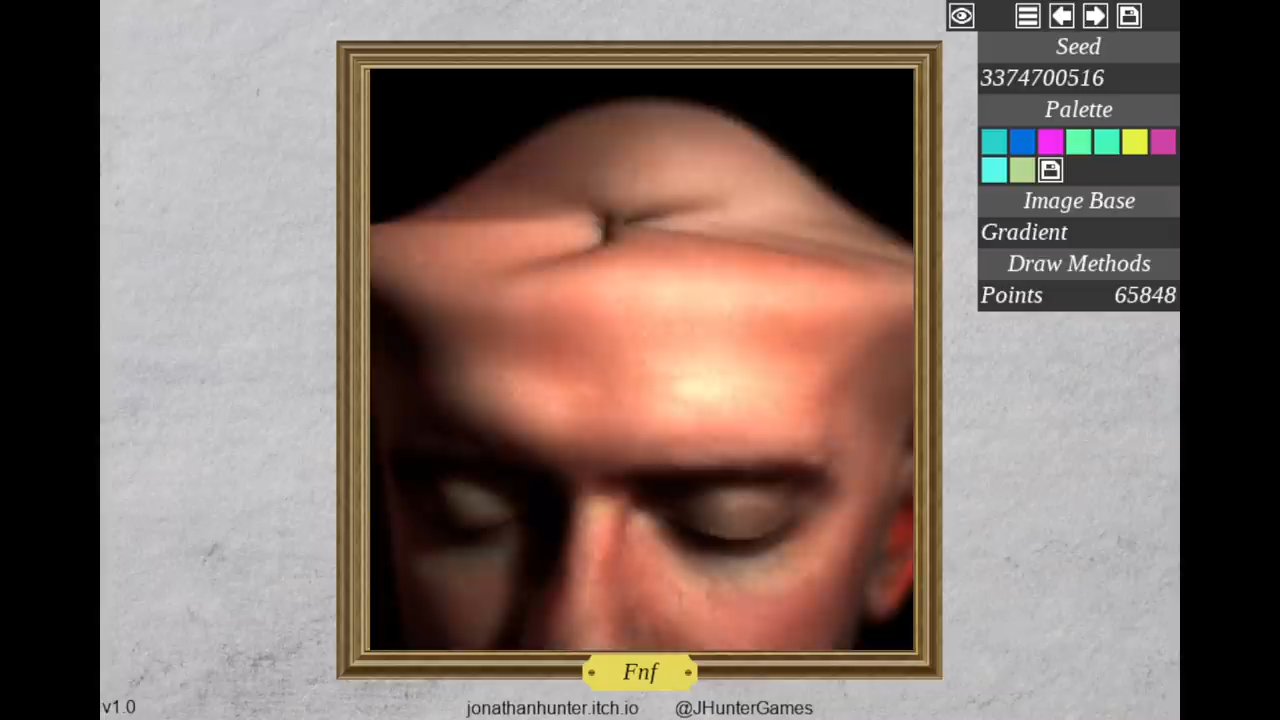 Seed
3374700516
Palette
Image Base
Gradient
Draw Methods
Points 65848
Fnf
v1.0 jonathanhunter.itch.io @JHunterGames